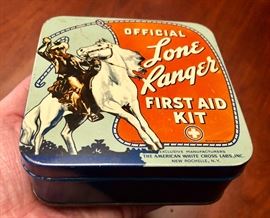 OFFICIAL
Lone
Ranger
FIRST AID
KIT
EXCLUSIVE MANUFACTURERS
THE AMERICAN WHITE CROSS LABS., INC.
NEW ROCHELLE, N.Y.